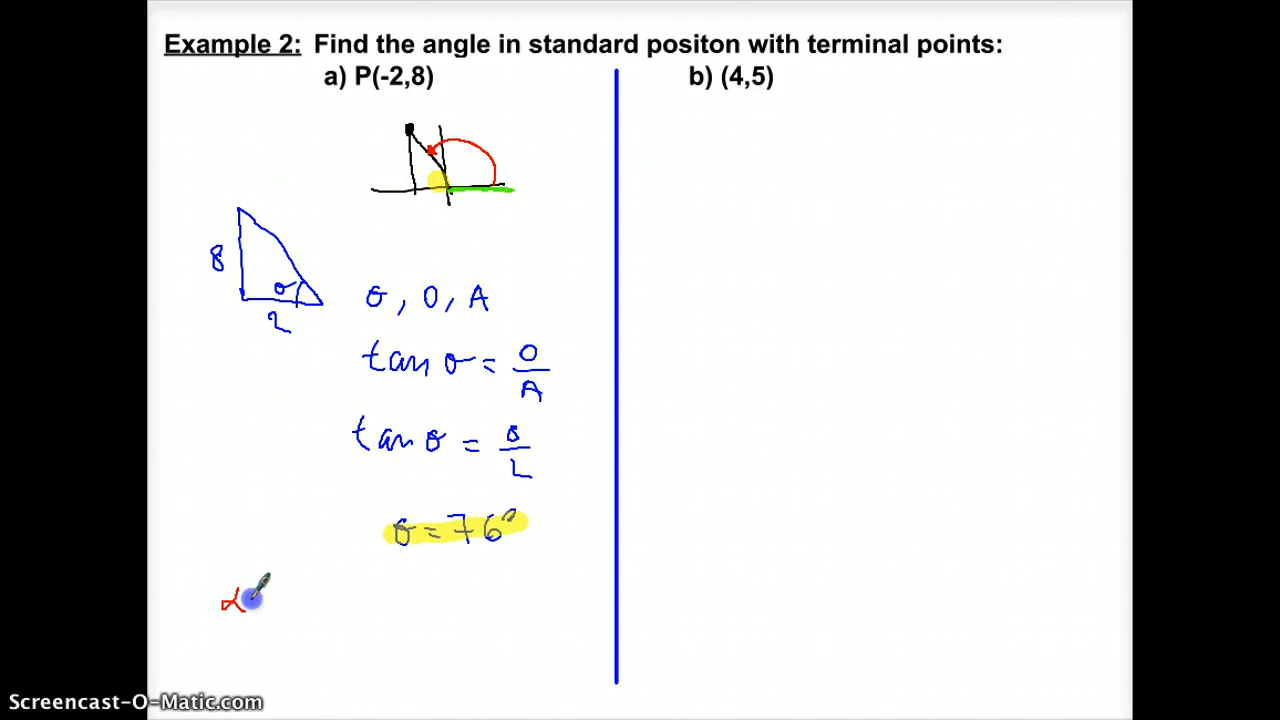 Example 2: Find the angle in standard positon with terminal points:
a) P(-2,8)
b) (4,5)
8
θ
2
θ, O, A
tan θ = O/A
tan θ = 8/2
θ = 76°
α
Screencast-O-Matic.com